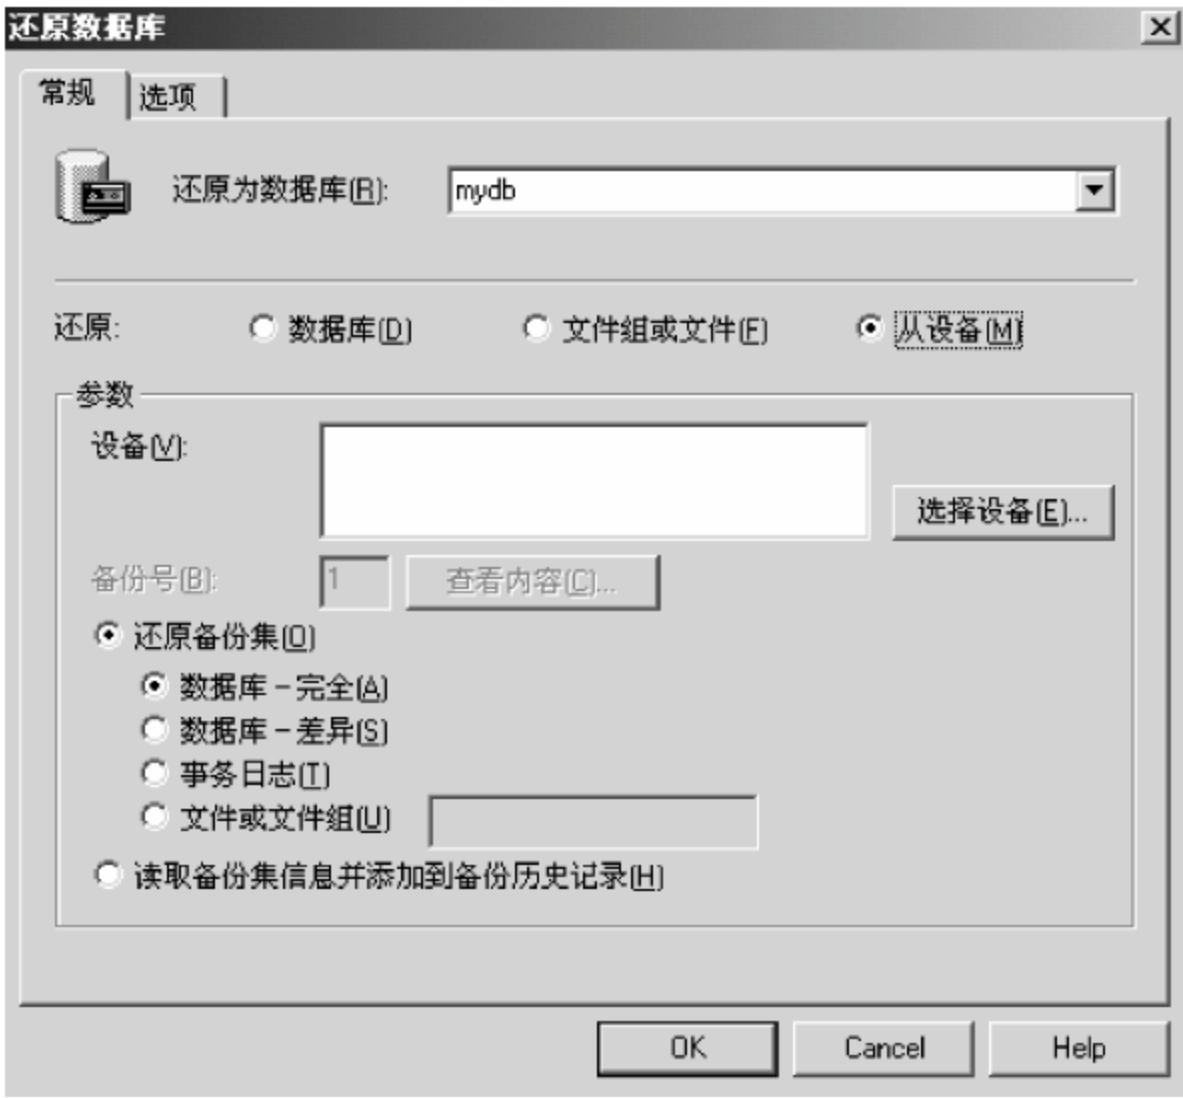 还原数据库
常规 选项
还原为数据库(R): mydb
还原: 数据库(D) 文件组或文件(F) 从设备(M)
参数
设备(V):
选择设备(E)...
备份号(B): 1 查看内容(C)...
还原备份集(O)
数据库－完全(A)
数据库－差异(S)
事务日志(T)
文件或文件组(U)
读取备份集信息并添加到备份历史记录(H)
OK Cancel Help